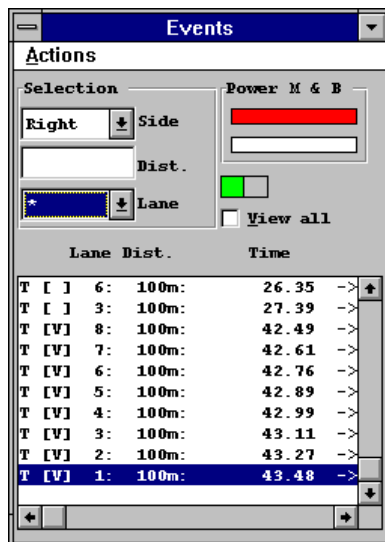 Events
Actions
Selection
Power M & B
Right Side
Dist.
* Lane
View all
Lane Dist. Time
T [ ] 6: 100m: 26.35 ->
T [ ] 3: 100m: 27.39 ->
T [V] 8: 100m: 42.49 ->
T [V] 7: 100m: 42.61 ->
T [V] 6: 100m: 42.76 ->
T [V] 5: 100m: 42.89 ->
T [V] 4: 100m: 42.99 ->
T [V] 3: 100m: 43.11 ->
T [V] 2: 100m: 43.27 ->
T [V] 1: 100m: 43.48 ->